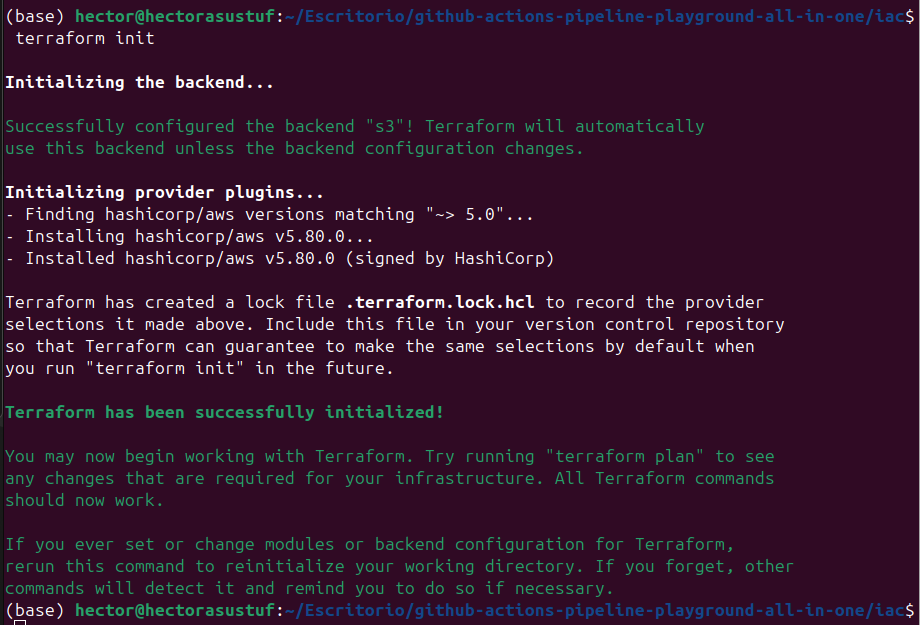 (base) hector@hectorasustuf:~/Escritorio/github-actions-pipeline-playground-all-in-one/iac$
terraform init
Initializing the backend...
Successfully configured the backend "s3"! Terraform will automatically
use this backend unless the backend configuration changes.
Initializing provider plugins...
- Finding hashicorp/aws versions matching "~> 5.0"...
- Installing hashicorp/aws v5.80.0...
- Installed hashicorp/aws v5.80.0 (signed by HashiCorp)
Terraform has created a lock file .terraform.lock.hcl to record the provider
selections it made above. Include this file in your version control repository
so that Terraform can guarantee to make the same selections by default when
you run "terraform init" in the future.
Terraform has been successfully initialized!
You may now begin working with Terraform. Try running "terraform plan" to see
any changes that are required for your infrastructure. All Terraform commands
should now work.
If you ever set or change modules or backend configuration for Terraform,
rerun this command to reinitialize your working directory. If you forget, other
commands will detect it and remind you to do so if necessary.
(base) hector@hectorasustuf:~/Escritorio/github-actions-pipeline-playground-all-in-one/iac$